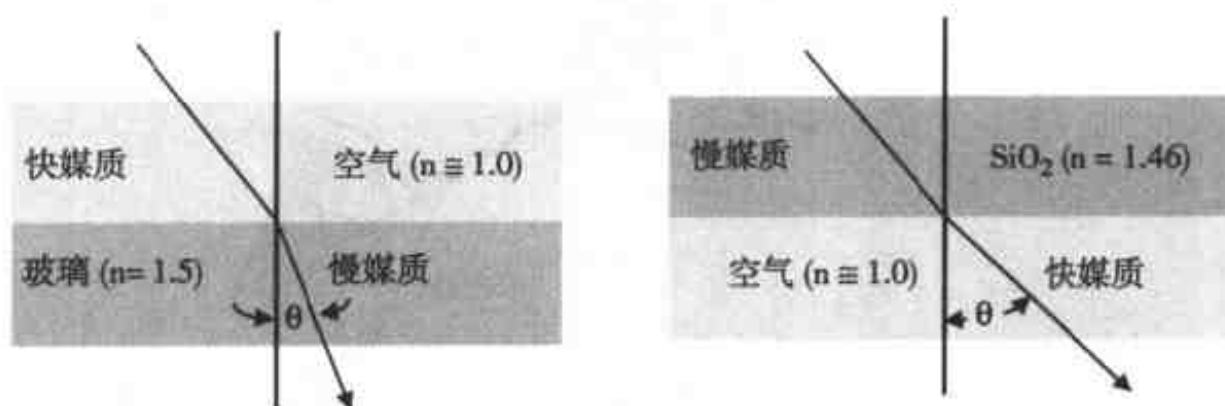 快媒质
空气 (n ≅ 1.0)
玻璃 (n= 1.5)
慢媒质
θ
慢媒质
SiO₂ (n = 1.46)
空气 (n ≅ 1.0)
快媒质
θ